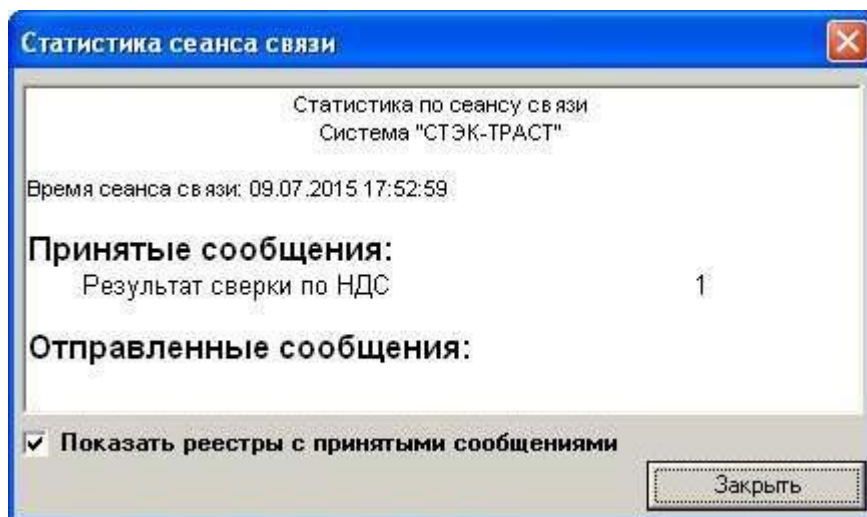 Статистика сеанса связи
Статистика по сеансу связи
Система "СТЭК-ТРАСТ"
Время сеанса связи: 09.07.2015 17:52:59
Принятые сообщения:
Результат сверки по НДС 1
Отправленные сообщения:
Показать реестры с принятыми сообщениями
Закрыть